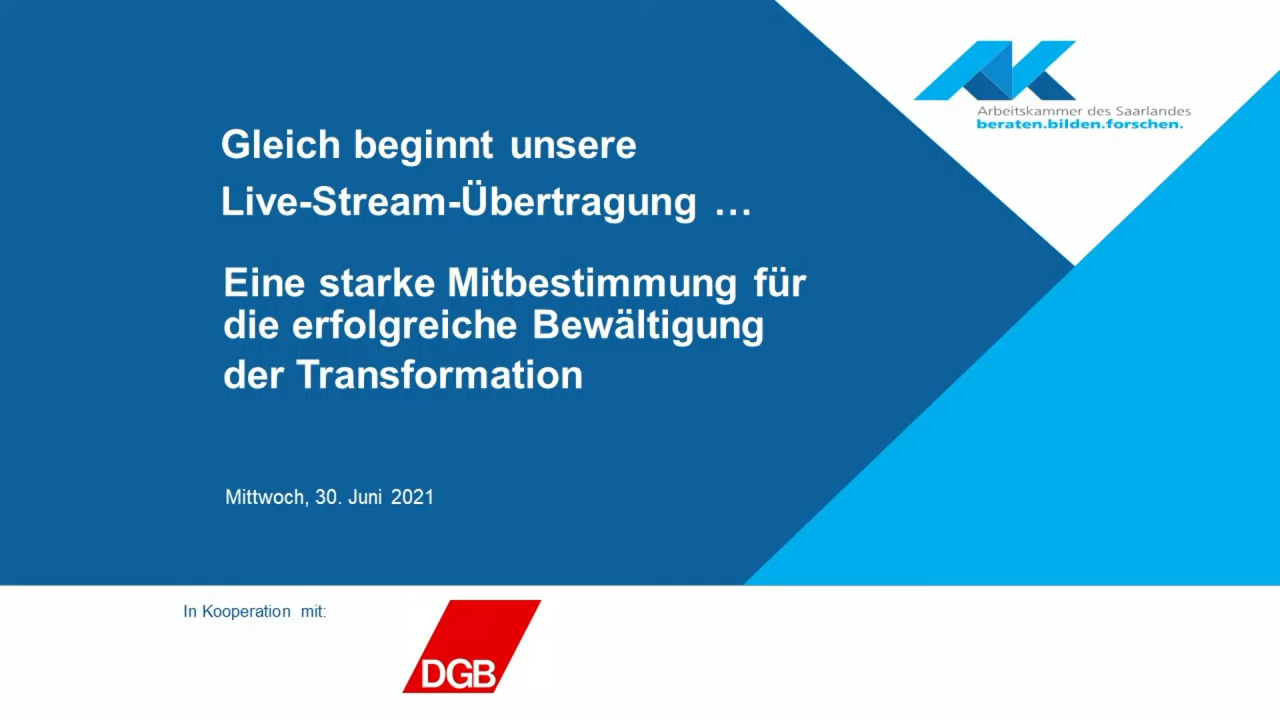 AK
Arbeitskammer des Saarlandes
beraten.bilden.forschen.
Gleich beginnt unsere
Live-Stream-Übertragung …
Eine starke Mitbestimmung für
die erfolgreiche Bewältigung
der Transformation
Mittwoch, 30. Juni 2021
In Kooperation mit:
DGB